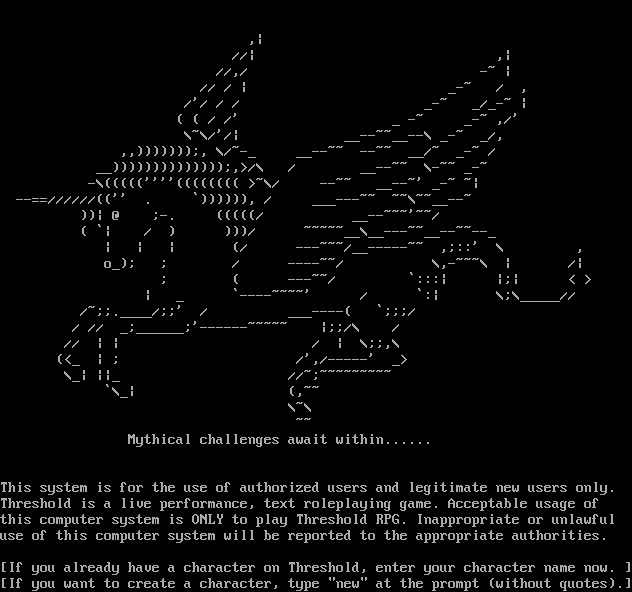 Mythical challenges await within......
This system is for the use of authorized users and legitimate new users only.
Threshold is a live performance, text roleplaying game. Acceptable usage of
this computer system is ONLY to play Threshold RPG. Inappropriate or unlawful
use of this computer system will be reported to the appropriate authorities.
[If you already have a character on Threshold, enter your character name now. ]
[If you want to create a character, type "new" at the prompt (without quotes).]